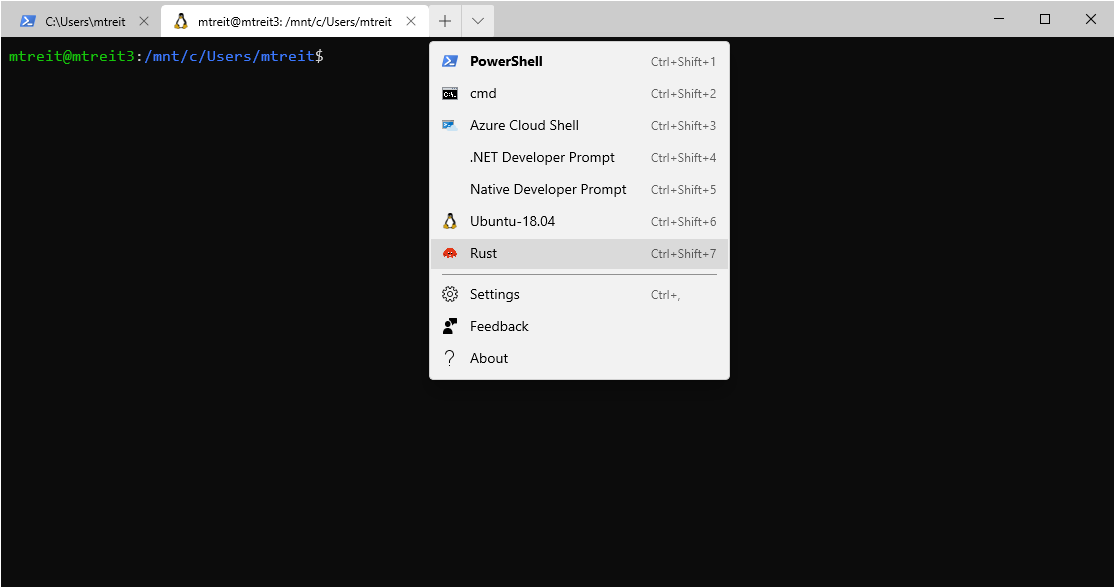 C:\Users\mtreit
mtreit@mtreit3: /mnt/c/Users/mtreit
mtreit@mtreit3:/mnt/c/Users/mtreit$
PowerShell Ctrl+Shift+1
cmd Ctrl+Shift+2
Azure Cloud Shell Ctrl+Shift+3
.NET Developer Prompt Ctrl+Shift+4
Native Developer Prompt Ctrl+Shift+5
Ubuntu-18.04 Ctrl+Shift+6
Rust Ctrl+Shift+7
Settings Ctrl+,
Feedback
About